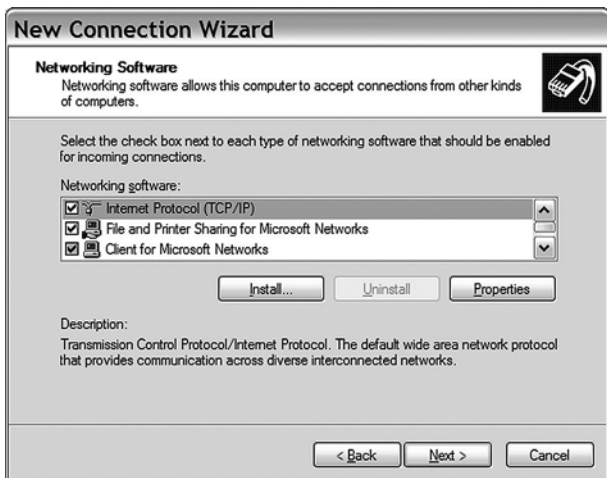 New Connection Wizard
Networking Software
Networking software allows this computer to accept connections from other kinds
of computers.
Select the check box next to each type of networking software that should be enabled
for incoming connections.
Networking software:
Internet Protocol (TCP/IP)
File and Printer Sharing for Microsoft Networks
Client for Microsoft Networks
Install... Uninstall Properties
Description:
Transmission Control Protocol/Internet Protocol. The default wide area network protocol
that provides communication across diverse interconnected networks.
< Back Next > Cancel